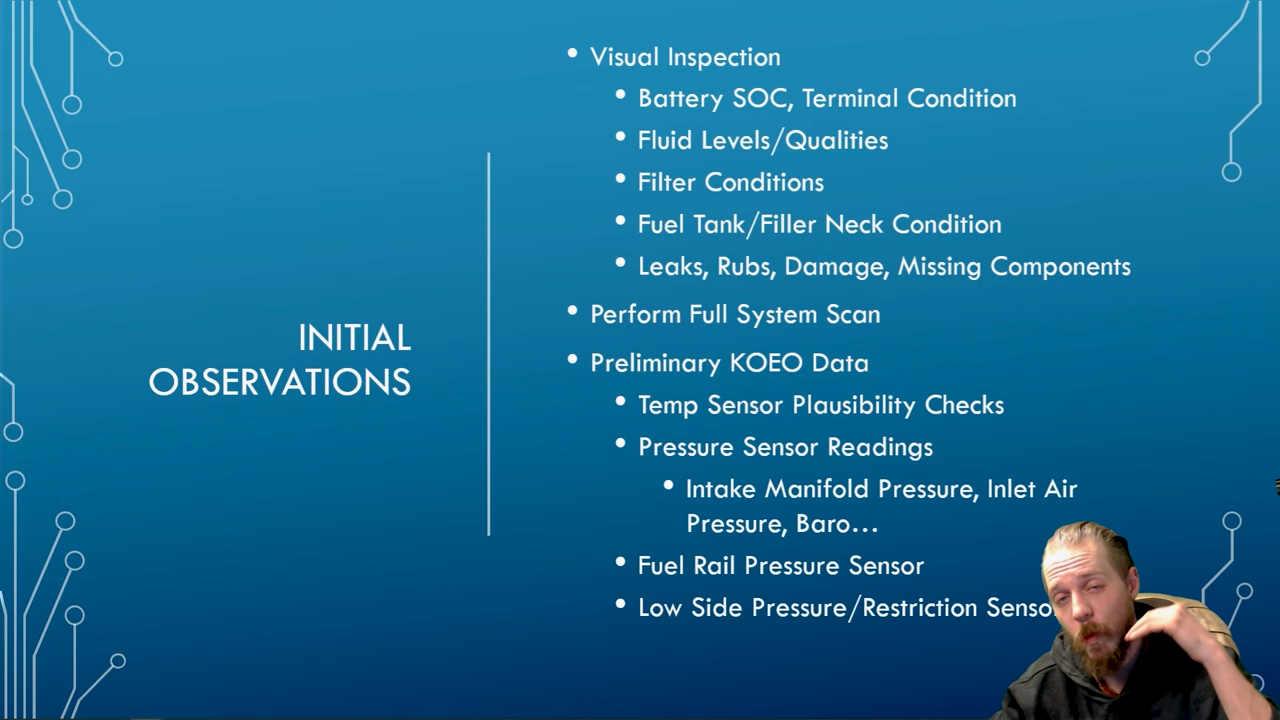 INITIAL
OBSERVATIONS
• Visual Inspection
• Battery SOC, Terminal Condition
• Fluid Levels/Qualities
• Filter Conditions
• Fuel Tank/Filler Neck Condition
• Leaks, Rubs, Damage, Missing Components
• Perform Full System Scan
• Preliminary KOEO Data
• Temp Sensor Plausibility Checks
• Pressure Sensor Readings
• Intake Manifold Pressure, Inlet Air
Pressure, Baro...
• Fuel Rail Pressure Sensor
• Low Side Pressure/Restriction Senso